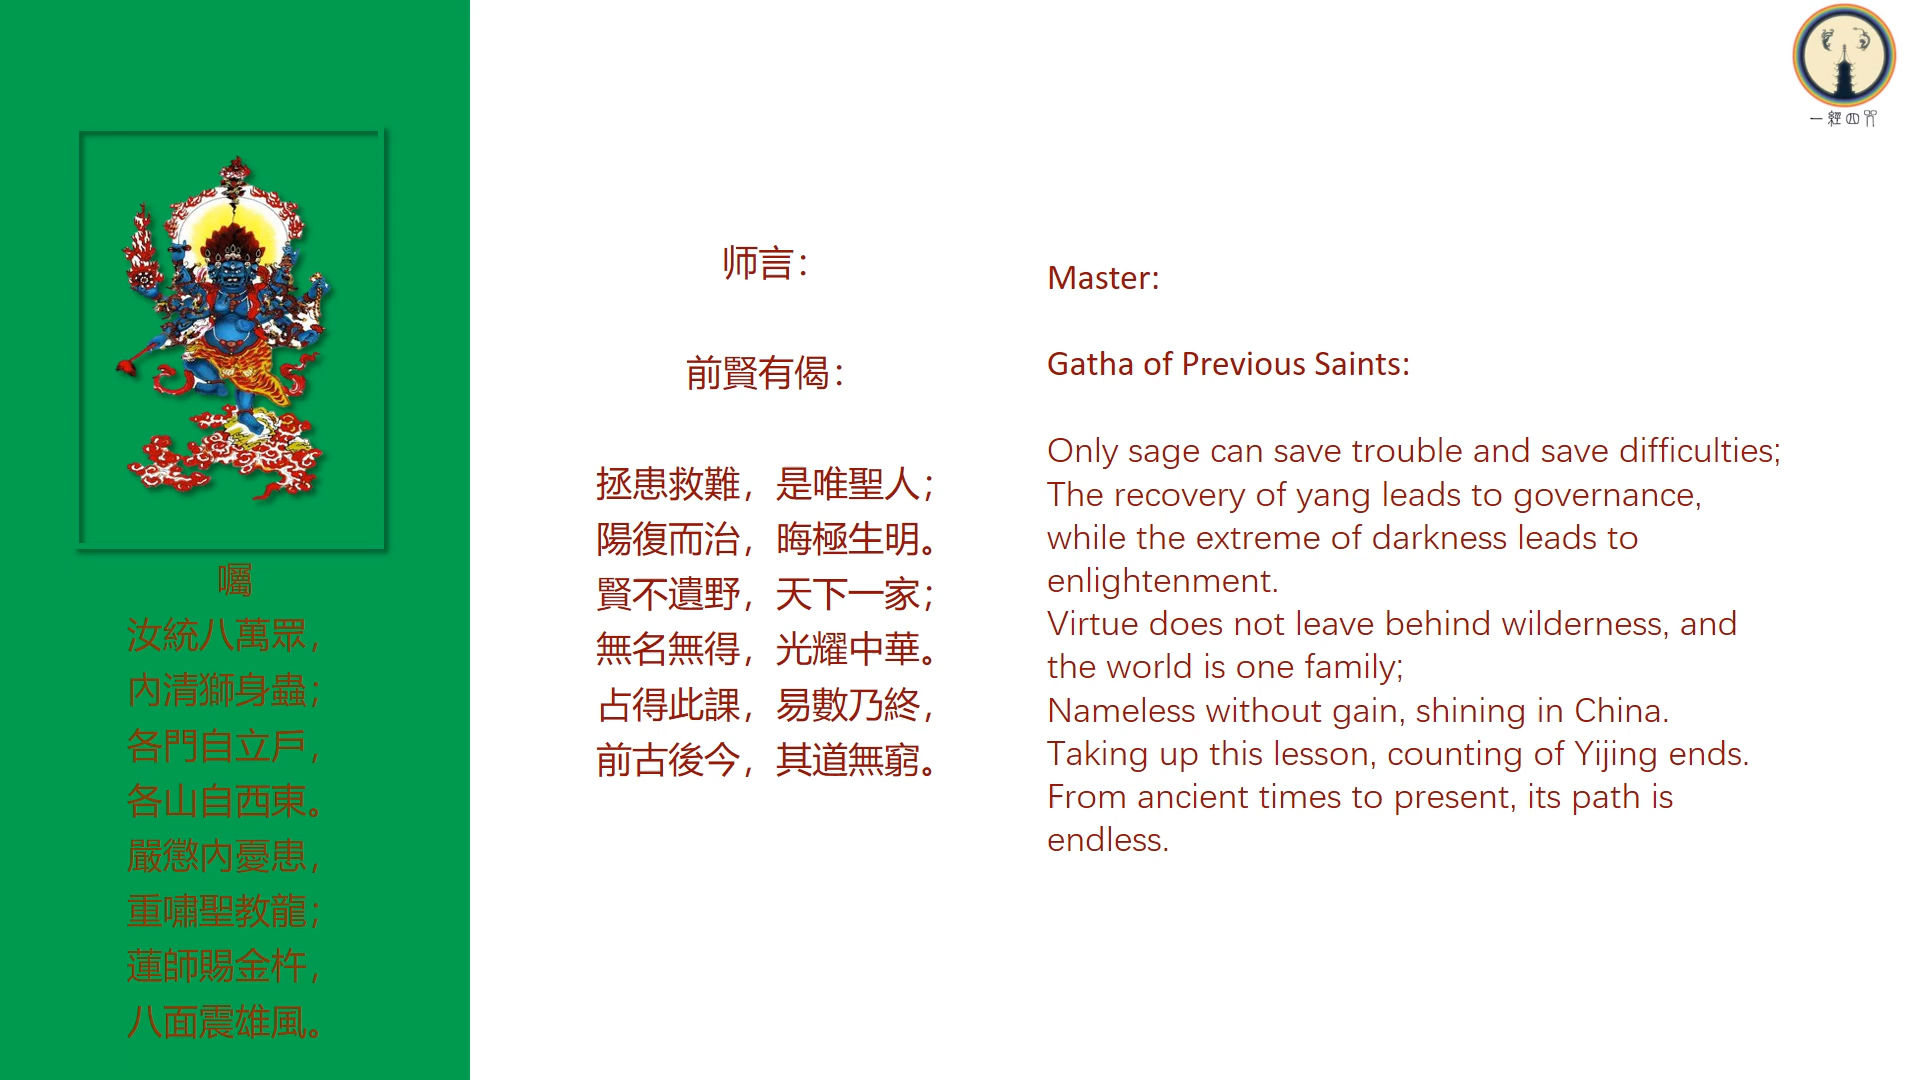 一經四咒
囑
汝統八萬眾，
內清獅身蟲；
各門自立戶，
各山自西東。
嚴懲內憂患，
重嘯聖教龍；
蓮師賜金杵，
八面震雄風。
师言：
前賢有偈：
拯患救難，是唯聖人；
陽復而治，晦極生明。
賢不遺野，天下一家；
無名無得，光耀中華。
占得此課，易數乃終，
前古後今，其道無窮。
Master:
Gatha of Previous Saints:
Only sage can save trouble and save difficulties;
The recovery of yang leads to governance,
while the extreme of darkness leads to
enlightenment.
Virtue does not leave behind wilderness, and
the world is one family;
Nameless without gain, shining in China.
Taking up this lesson, counting of Yijing ends.
From ancient times to present, its path is
endless.